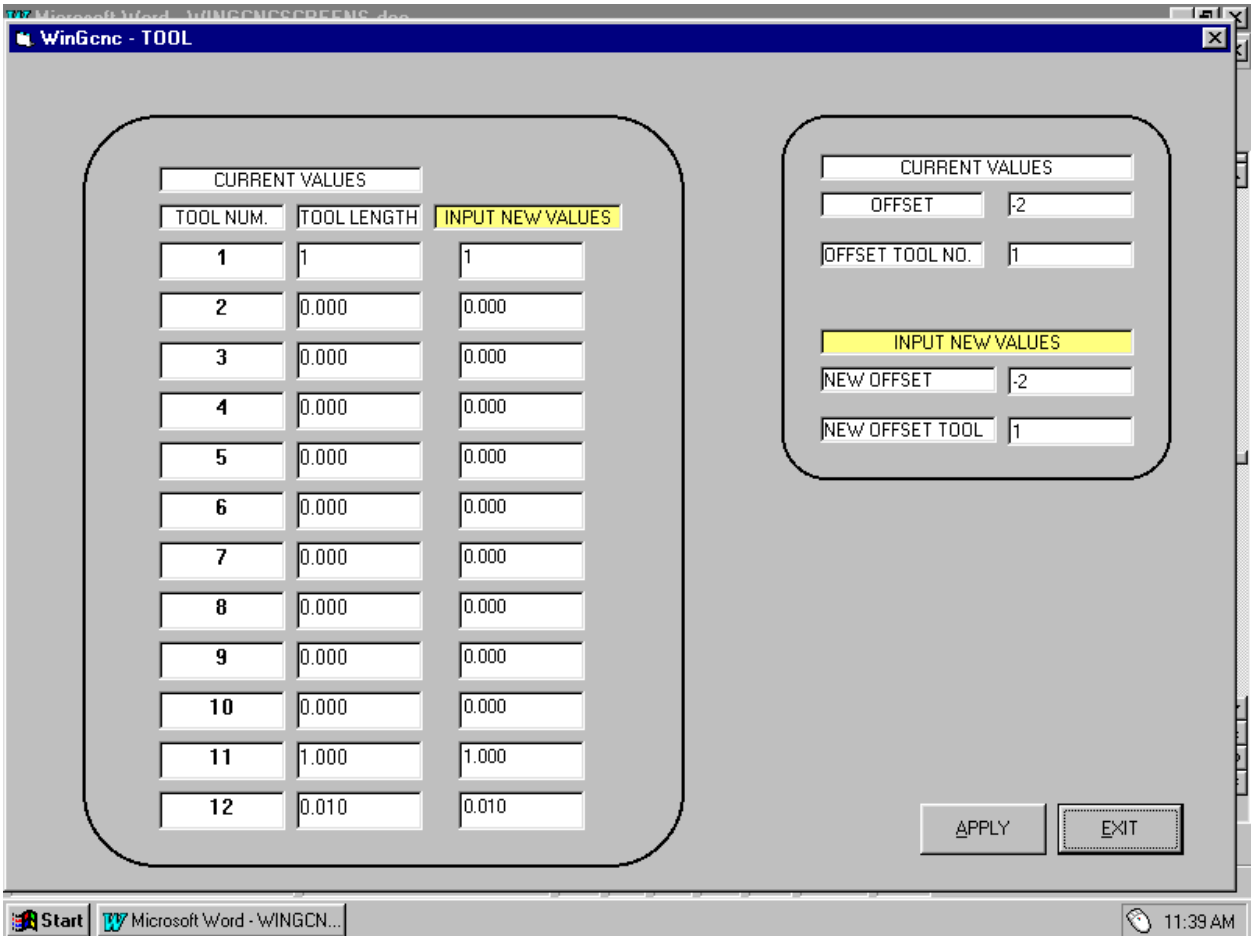 Microsoft Word - WINGCNCSCREENS.doc
WinGcnc - TOOL
CURRENT VALUES
TOOL NUM. TOOL LENGTH INPUT NEW VALUES
1 1 1
2 0.000 0.000
3 0.000 0.000
4 0.000 0.000
5 0.000 0.000
6 0.000 0.000
7 0.000 0.000
8 0.000 0.000
9 0.000 0.000
10 0.000 0.000
11 1.000 1.000
12 0.010 0.010
CURRENT VALUES
OFFSET -2
OFFSET TOOL NO. 1
INPUT NEW VALUES
NEW OFFSET -2
NEW OFFSET TOOL 1
APPLY EXIT
Start Microsoft Word - WINGCN... 11:39 AM